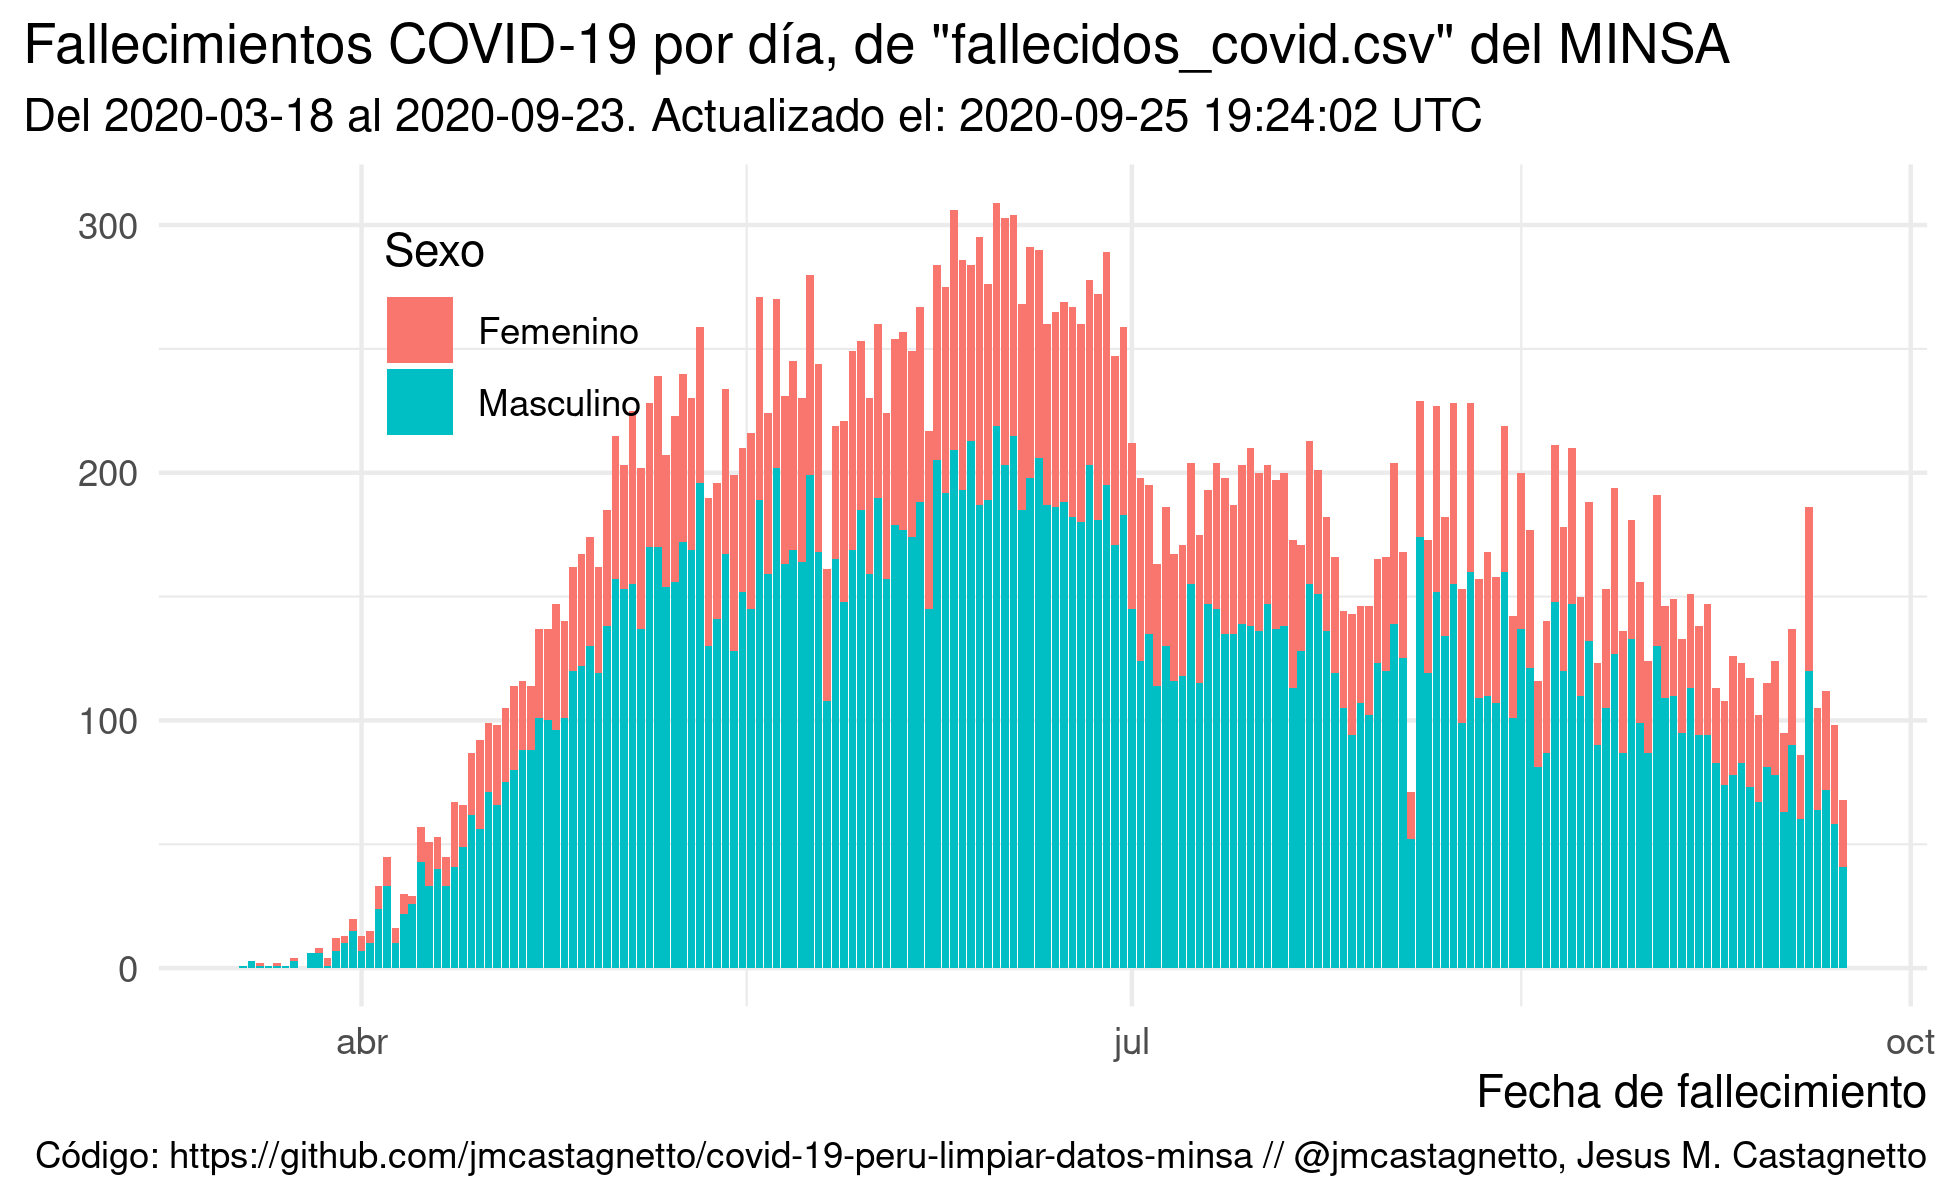 Fallecimientos COVID-19 por día, de "fallecidos_covid.csv" del MINSA
Del 2020-03-18 al 2020-09-23. Actualizado el: 2020-09-25 19:24:02 UTC
300
Sexo
Femenino
Masculino
200
100
0
abr jul oct
Fecha de fallecimiento
Código: https://github.com/jmcastagnetto/covid-19-peru-limpiar-datos-minsa // @jmcastagnetto, Jesus M. Castagnetto